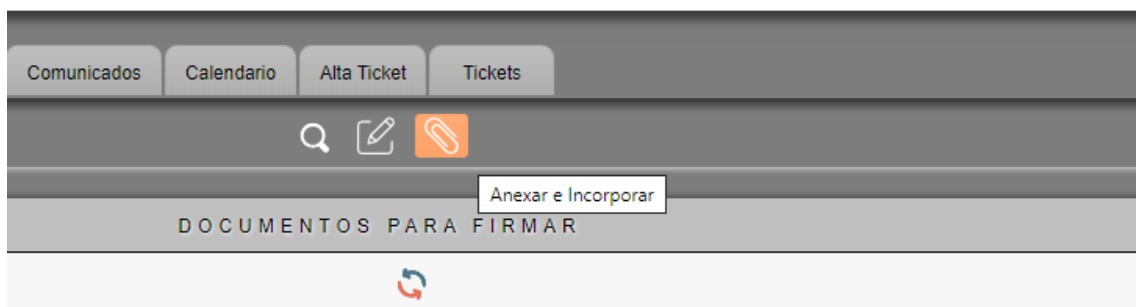 Comunicados Calendario Alta Ticket Tickets
Anexar e Incorporar
DOCUMENTOS PARA FIRMAR